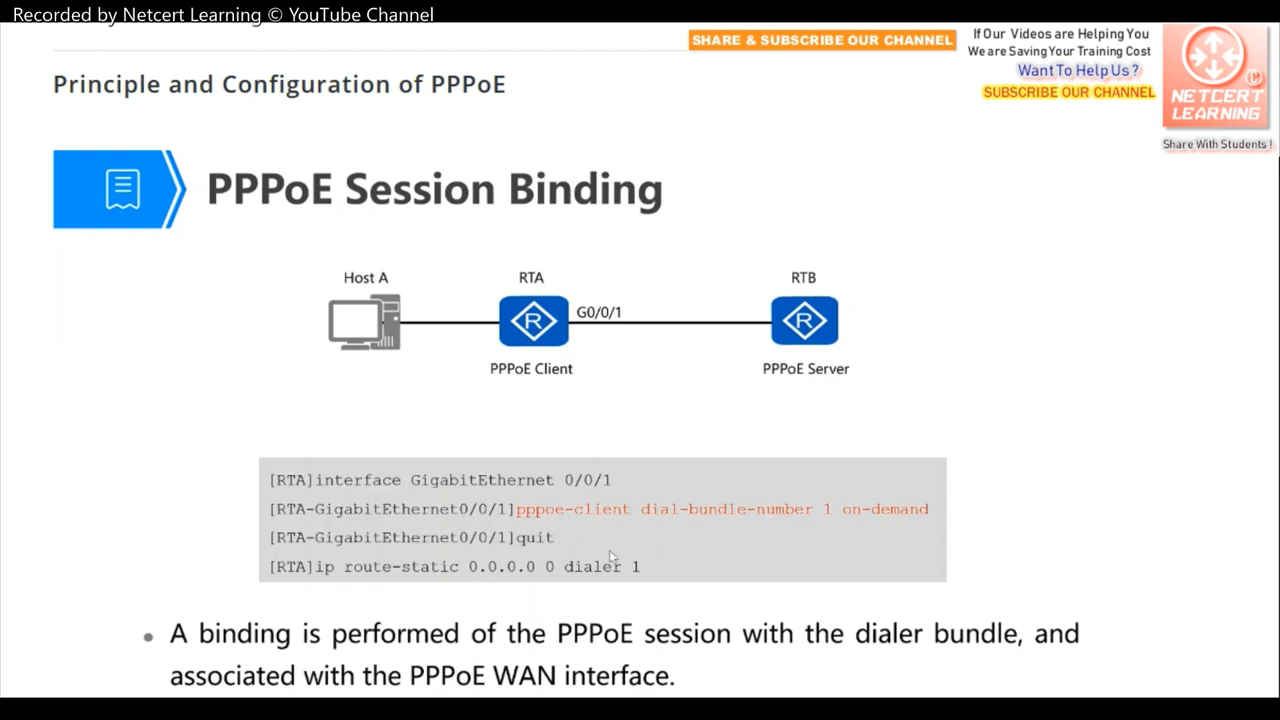 Recorded by Netcert Learning © YouTube Channel
SHARE & SUBSCRIBE OUR CHANNEL
If Our Videos are Helping You
We are Saving Your Training Cost
Want To Help Us ?
SUBSCRIBE OUR CHANNEL
©
NETCERT
LEARNING
Share With Students !
Principle and Configuration of PPPoE
PPPoE Session Binding
Host A
RTA
RTB
R
G0/0/1
R
PPPoE Client
PPPoE Server
[RTA]interface GigabitEthernet 0/0/1
[RTA-GigabitEthernet0/0/1]pppoe-client dial-bundle-number 1 on-demand
[RTA-GigabitEthernet0/0/1]quit
[RTA]ip route-static 0.0.0.0 0 dialer 1
• A binding is performed of the PPPoE session with the dialer bundle, and
associated with the PPPoE WAN interface.